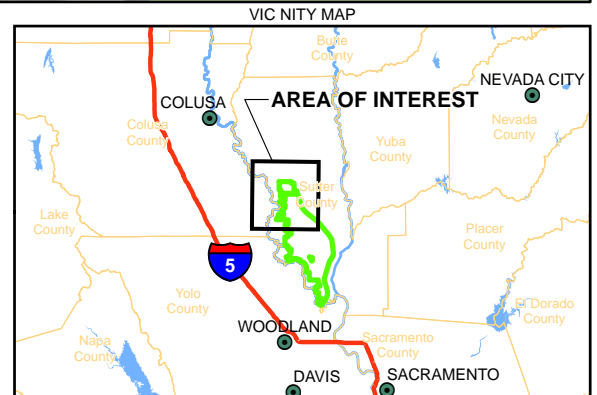 VIC NITY MAP
Butte
County
NEVADA CITY
COLUSA
AREA OF INTEREST
Colusa
County
Nevada
County
Yuba
County
Sutter
County
Lake
County
Placer
County
5
Yolo
County
El Dorado
County
WOODLAND
Napa
County
Sacramento
County
DAVIS
SACRAMENTO